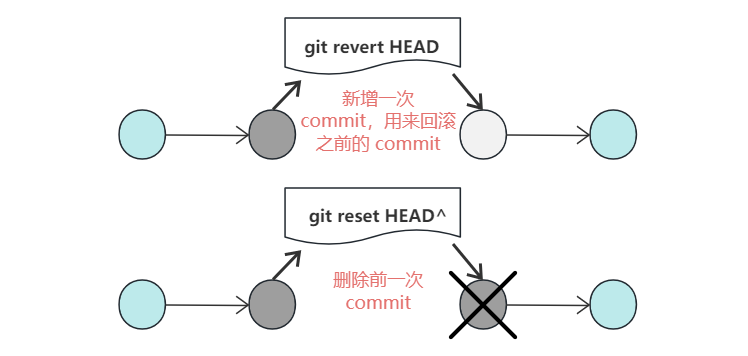 git revert HEAD
新增一次
commit，用来回滚
之前的 commit
git reset HEAD^
删除前一次
commit